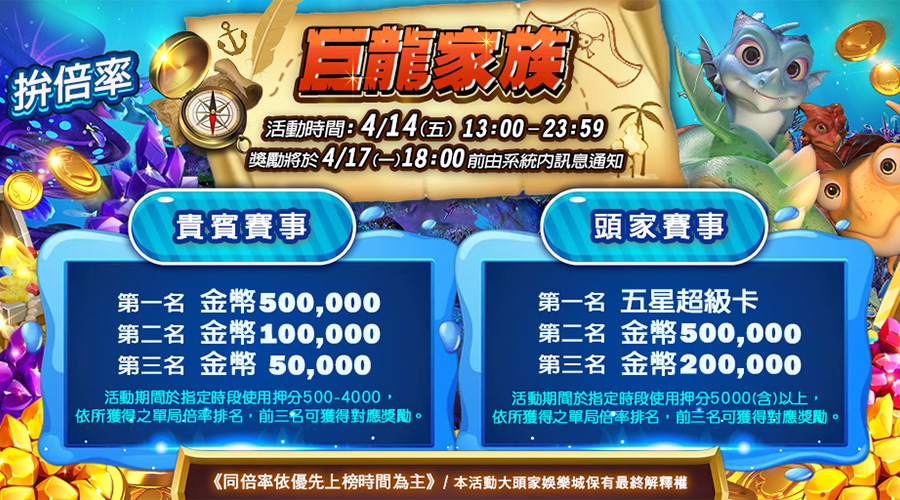 拚倍率
巨龍家族
活動時間：4/14(五) 13:00-23:59
獎勵將於 4/17(一)18:00 前由系統內訊息通知
貴賓賽事
第一名 金幣500,000
第二名 金幣100,000
第三名 金幣 50,000
活動期間於指定時段使用押分500-4000，
依所獲得之單局倍率排名，前三名可獲得對應獎勵。
頭家賽事
第一名 五星超級卡
第二名 金幣500,000
第三名 金幣200,000
活動期間於指定時段使用押分5000(含)以上，
依所獲得之單局倍率排名，前三名可獲得對應獎勵。
《同倍率依優先上榜時間為主》/ 本活動大頭家娛樂城保有最終解釋權